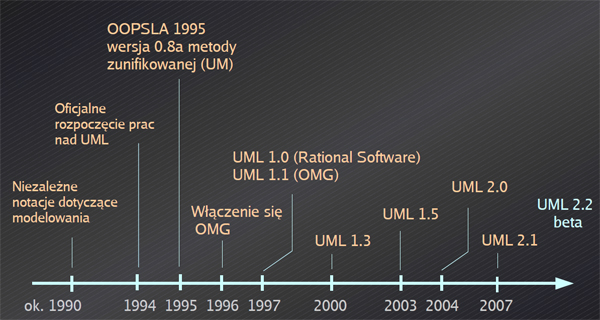 OOPSLA 1995
wersja 0.8a metody
zunifikowanej (UM)
Oficjalne
rozpoczęcie prac
nad UML
Niezależne
notacje dotyczące
modelowania
Włączenie się
OMG
UML 1.0 (Rational Software)
UML 1.1 (OMG)
UML 1.3
UML 1.5
UML 2.0
UML 2.1
UML 2.2
beta
ok. 1990
1994
1995
1996
1997
2000
2003
2004
2007